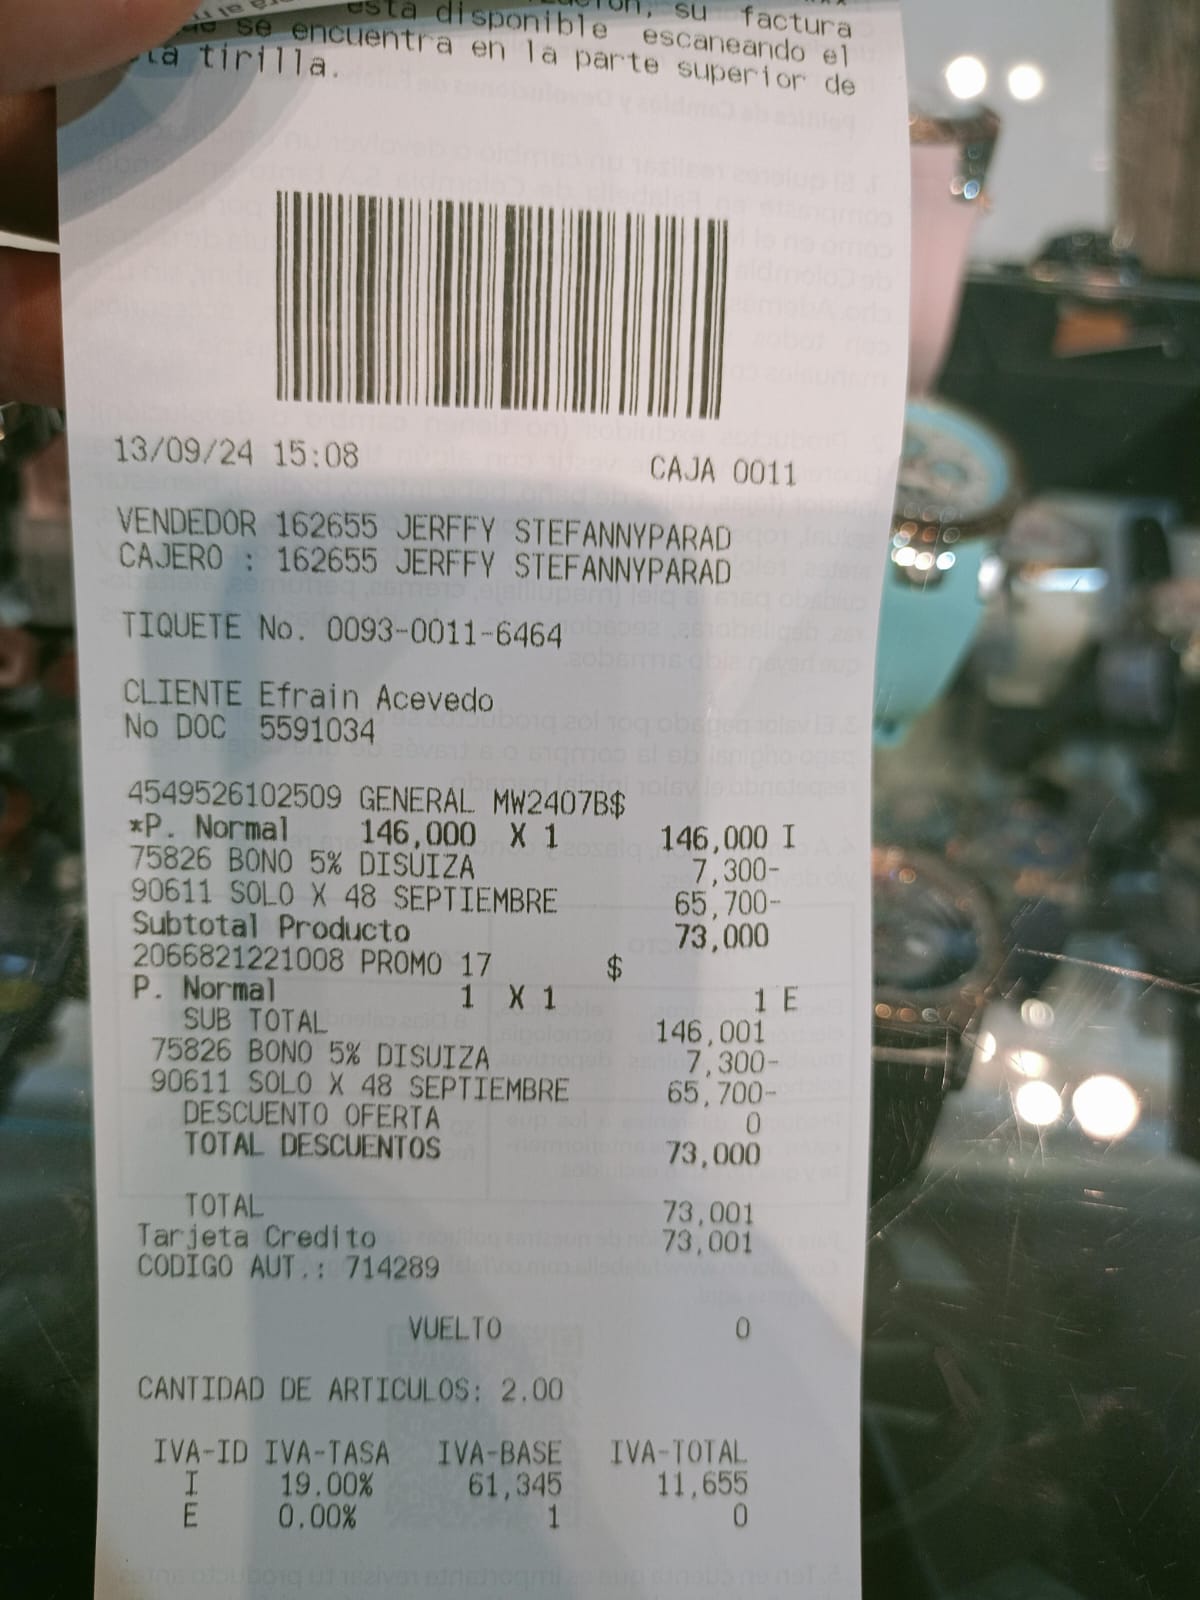 su factura
está disponible escaneando el
se encuentra en la parte superior de
la tirilla.
13/09/24 15:08 CAJA 0011
VENDEDOR 162655 JERFFY STEFANNYPARAD
CAJERO : 162655 JERFFY STEFANNYPARAD
TIQUETE No. 0093-0011-6464
CLIENTE Efrain Acevedo
No DOC 5591034
4549526102509 GENERAL MW2407B$
*P. Normal 146,000 X 1 146,000 I
75826 BONO 5% DISUIZA 7,300-
90611 SOLO X 48 SEPTIEMBRE 65,700-
Subtotal Producto 73,000
2066821221008 PROMO 17 $
P. Normal 1 X 1 1 E
SUB TOTAL 146,001
75826 BONO 5% DISUIZA 7,300-
90611 SOLO X 48 SEPTIEMBRE 65,700-
DESCUENTO OFERTA 0
TOTAL DESCUENTOS 73,000
TOTAL 73,001
Tarjeta Credito 73,001
CODIGO AUT.: 714289
VUELTO 0
CANTIDAD DE ARTICULOS: 2.00
IVA-ID IVA-TASA IVA-BASE IVA-TOTAL
I 19.00% 61,345 11,655
E 0.00% 1 0